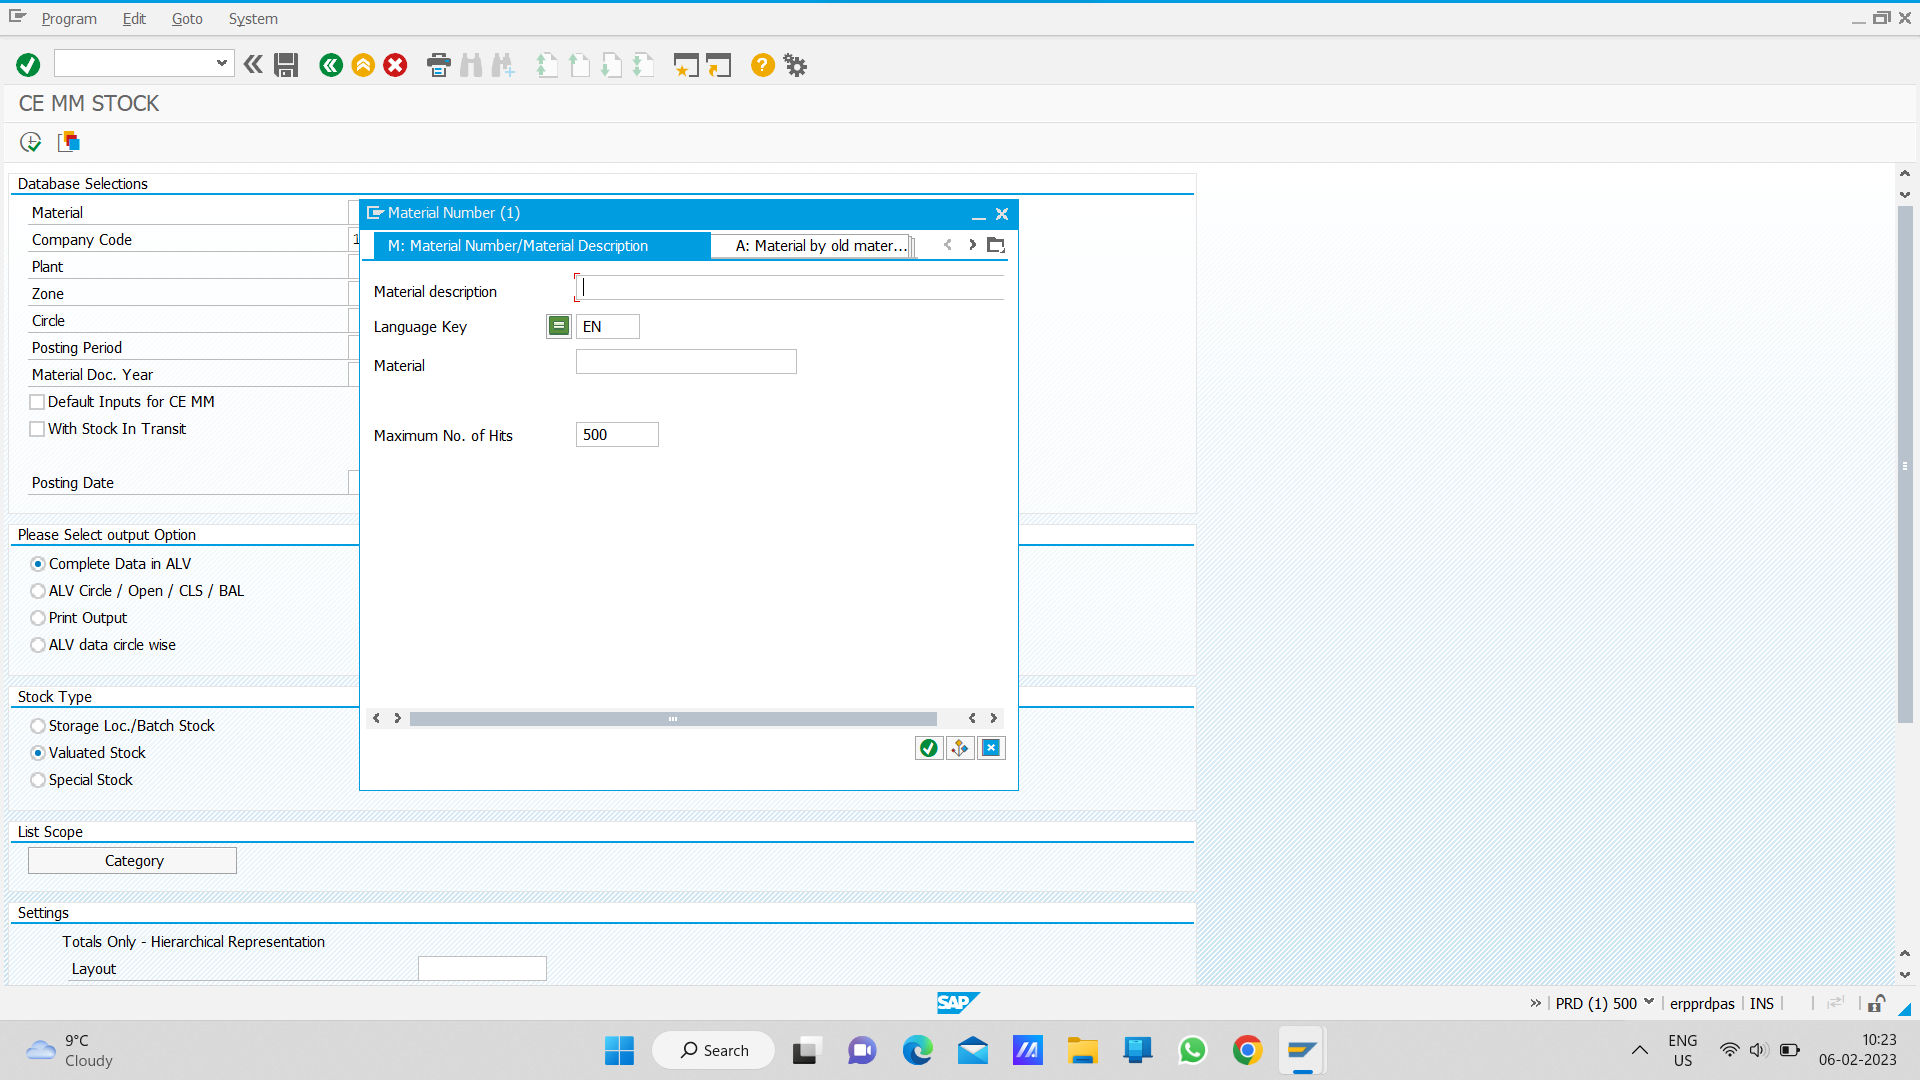 Program Edit Goto System
CE MM STOCK
Database Selections
Material
Company Code 1
Plant
Zone
Circle
Posting Period
Material Doc. Year
Default Inputs for CE MM
With Stock In Transit
Posting Date
Material Number (1)
M: Material Number/Material Description A: Material by old mater...
Material description
Language Key EN
Material
Maximum No. of Hits 500
Please Select output Option
Complete Data in ALV
ALV Circle / Open / CLS / BAL
Print Output
ALV data circle wise
Stock Type
Storage Loc./Batch Stock
Valuated Stock
Special Stock
List Scope
Category
Settings
Totals Only - Hierarchical Representation
Layout
SAP PRD (1) 500 erpprdpas INS
9°C
Cloudy
Search
ENG
US
10:23
06-02-2023